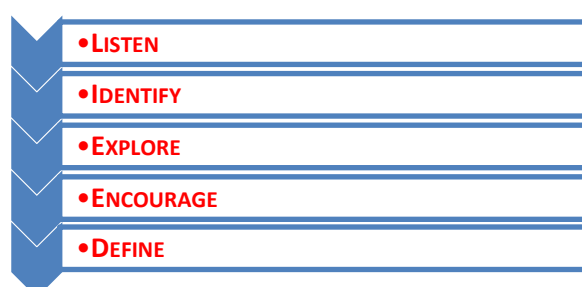 •LISTEN
•IDENTIFY
•EXPLORE
•ENCOURAGE
•DEFINE